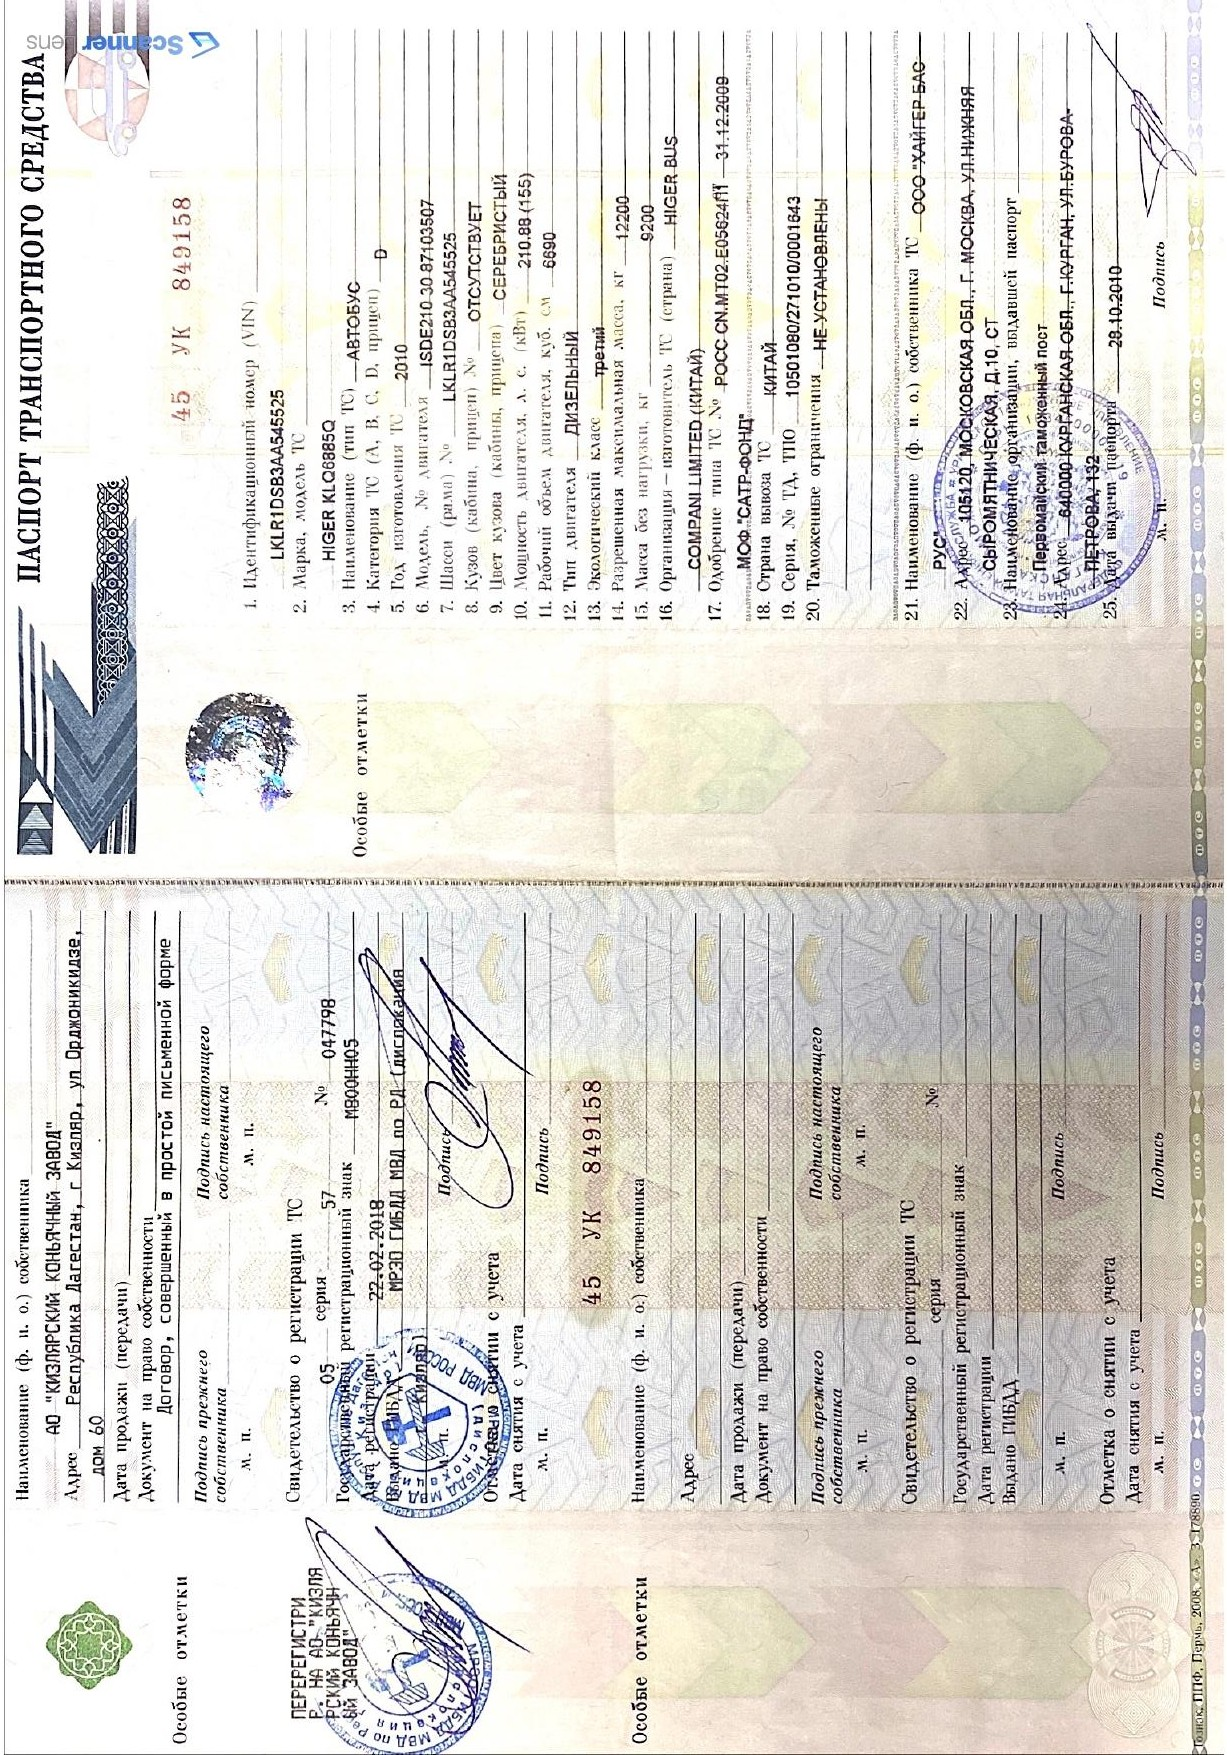 ПАСПОРТ ТРАНСПОРТНОГО СРЕДСТВА
Scanner Lens
45 УК 849158
1. Идентификационный номер (VIN)
LKLR1DSB3AA545525
2. Марка, модель ТС
HIGER KLQ6885Q
3. Наименование (тип ТС) АВТОБУС
4. Категория ТС (А, В, С, D, прицеп) D
5. Год изготовления ТС 2010
6. Модель, № двигателя ISDE210 30 87103507
7. Шасси (рама) № LKLR1DSB3AA545525
8. Кузов (кабина, прицеп) № ОТСУТСТВУЕТ
9. Цвет кузова (кабины, прицепа) СЕРЕБРИСТЫЙ
10. Мощность двигателя, л. с. (кВт) 210.88 (155)
11. Рабочий объем двигателя, куб. см 6690
12. Тип двигателя ДИЗЕЛЬНЫЙ
13. Экологический класс третий
14. Разрешенная максимальная масса, кг 12200
15. Масса без нагрузки, кг 9200
16. Организация – изготовитель ТС (страна) HIGER BUS
COMPANI LIMITED (КИТАЙ)
17. Одобрение типа ТС № РОСС CN.МТ02.Е05624П1 31.12.2009
МОФ "САТР-ФОНД"
18. Страна вывоза ТС КИТАЙ
19. Серия, № ТД, ТПО 10501080/271010/0001643
20. Таможенные ограничения НЕ УСТАНОВЛЕНЫ
21. Наименование (ф. и. о.) собственника ТС ООО "ХАЙГЕР БАС
РУС"
22. Адрес 105120, МОСКОВСКАЯ ОБЛ., Г. МОСКВА, УЛ.НИЖНЯЯ
СЫРОМЯТНИЧЕСКАЯ, Д.10, СТ
23. Наименование организации, выдавшей паспорт
Первомайский таможенный пост
24. Адрес 640000 КУРГАНСКАЯ ОБЛ., Г.КУРГАН, УЛ.БУРОВА-
ПЕТРОВА, 132
25. Дата выдачи паспорта 28.10.2010
М. П. Подпись
Особые отметки
Наименование (ф. и. о.) собственника
АО "КИЗЛЯРСКИЙ КОНЬЯЧНЫЙ ЗАВОД"
Адрес Республика Дагестан, г Кизляр, ул Орджоникидзе,
дом 60
Дата продажи (передачи)
Документ на право собственности
Договор, совершенный в простой письменной форме
Подпись прежнего собственника Подпись настоящего собственника
М. П. М. П.
Свидетельство о регистрации ТС
05 серия 57 № 047798
Государственный регистрационный знак М800НН05
Дата регистрации 22.02.2018
Выдано ГИБДД МРЭО ГИБДД МВД по РД (дислокация
М. П. Кизляр) Подпись
Отметка о снятии с учета
Дата снятия с учета
М. П. Подпись
45 УК 849158
Наименование (ф. и. о.) собственника
Адрес
Дата продажи (передачи)
Документ на право собственности
Подпись прежнего собственника Подпись настоящего собственника
М. П. М. П.
Свидетельство о регистрации ТС
серия №
Государственный регистрационный знак
Дата регистрации
Выдано ГИБДД
М. П. Подпись
Отметка о снятии с учета
Дата снятия с учета
М. П. Подпись
Особые отметки
ПЕРЕРЕГИСТРИ
Р. НА АО "КИЗЛЯ
РСКИЙ КОНЬЯЧН
ЫЙ ЗАВОД"
Особые отметки
Гознак, ППФ, Пермь, 2008, «А». З 178890